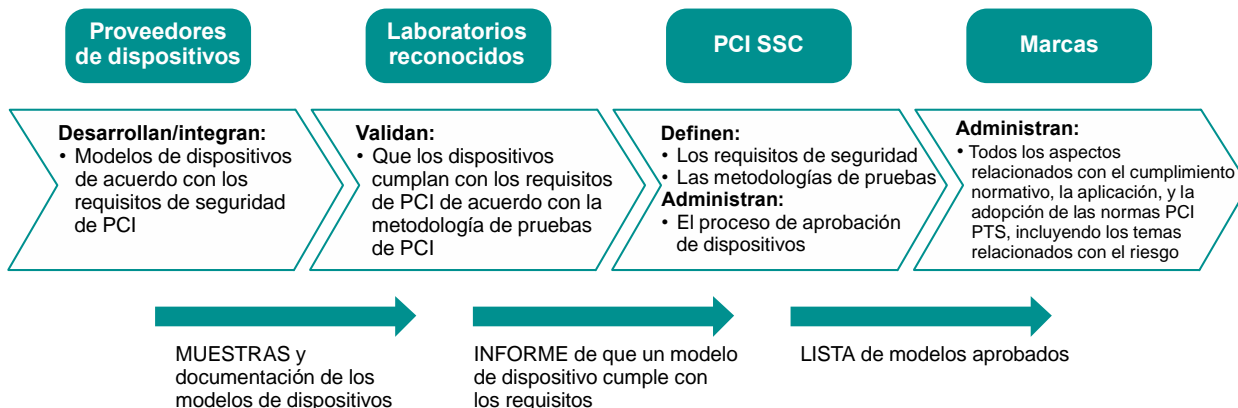 Proveedores
de dispositivos
Laboratorios
reconocidos
PCI SSC
Marcas
Desarrollan/integran:
• Modelos de dispositivos
de acuerdo con los
requisitos de seguridad
de PCI
Validan:
• Que los dispositivos
cumplan con los requisitos
de PCI de acuerdo con la
metodología de pruebas
de PCI
Definen:
• Los requisitos de seguridad
• Las metodologías de pruebas
Administran:
• El proceso de aprobación
de dispositivos
Administran:
• Todos los aspectos
relacionados con el cumplimiento
normativo, la aplicación, y la
adopción de las normas PCI
PTS, incluyendo los temas
relacionados con el riesgo
MUESTRAS y
documentación de los
modelos de dispositivos
INFORME de que un modelo
de dispositivo cumple con
los requisitos
LISTA de modelos aprobados